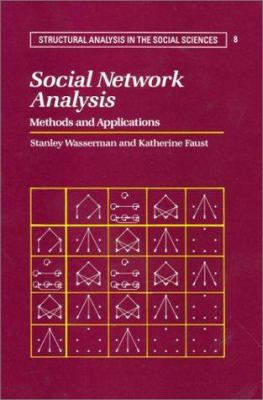 STRUCTURAL ANALYSIS IN THE SOCIAL SCIENCES 8
Social Network
Analysis
Methods and Applications
Stanley Wasserman and Katherine Faust